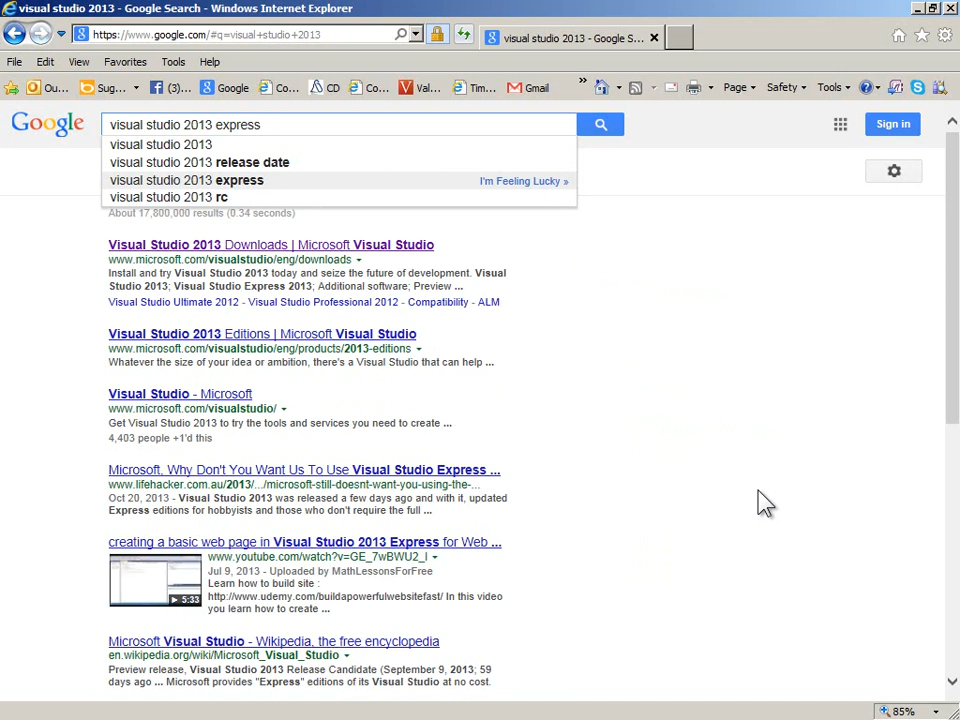 visual studio 2013 - Google Search - Windows Internet Explorer
https://www.google.com/#q=visual+studio+2013
visual studio 2013 - Google S...
File Edit View Favorites Tools Help
Ou... Sug... (3)... Google Co... CD Co... Val... Tim... Gmail » Page Safety Tools
Google
visual studio 2013 express
Sign in
visual studio 2013
visual studio 2013 release date
visual studio 2013 express I'm Feeling Lucky »
visual studio 2013 rc
About 17,800,000 results (0.34 seconds)
Visual Studio 2013 Downloads | Microsoft Visual Studio
www.microsoft.com/visualstudio/eng/downloads
Install and try Visual Studio 2013 today and seize the future of development. Visual
Studio 2013; Visual Studio Express 2013; Additional software; Preview ...
Visual Studio Ultimate 2012 - Visual Studio Professional 2012 - Compatibility - ALM
Visual Studio 2013 Editions | Microsoft Visual Studio
www.microsoft.com/visualstudio/eng/products/2013-editions
Whatever the size of your idea or ambition, there's a Visual Studio that can help ...
Visual Studio - Microsoft
www.microsoft.com/visualstudio/
Get Visual Studio 2013 to try the tools and services you need to create ...
4,403 people +1'd this
Microsoft, Why Don't You Want Us To Use Visual Studio Express ...
www.lifehacker.com.au/2013/.../microsoft-still-doesnt-want-you-using-the-...
Oct 20, 2013 - Visual Studio 2013 was released a few days ago and with it, updated
Express editions for hobbyists and those who don't require the full ...
creating a basic web page in Visual Studio 2013 Express for Web ...
www.youtube.com/watch?v=GE_7wBWU2_I
Jul 9, 2013 - Uploaded by MathLessonsForFree
Learn how to build site :
http://www.udemy.com/buildapowerfulwebsitefast/ In this video
you learn how to create ...
5:33
Microsoft Visual Studio - Wikipedia, the free encyclopedia
en.wikipedia.org/wiki/Microsoft_Visual_Studio
Preview release, Visual Studio 2013 Release Candidate (September 9, 2013; 59
days ago ... Microsoft provides "Express" editions of its Visual Studio at no cost.
85%